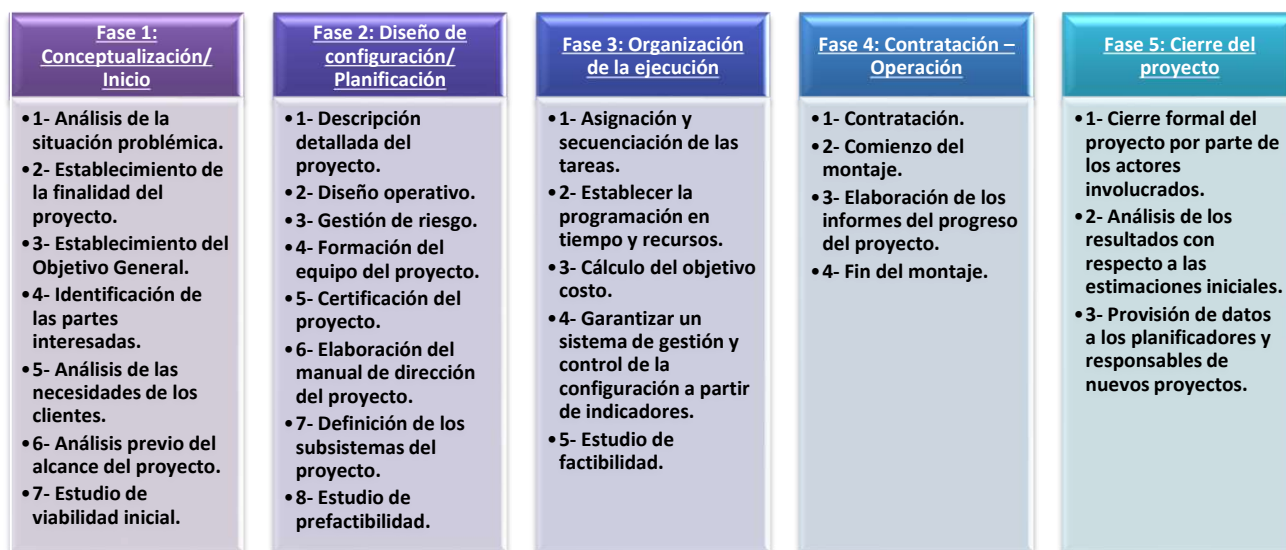 Fase 1:
Conceptualización/
Inicio
•1- Análisis de la
situación problémica.
•2- Establecimiento de
la finalidad del
proyecto.
•3- Establecimiento del
Objetivo General.
•4- Identificación de
las partes
interesadas.
•5- Análisis de las
necesidades de los
clientes.
•6- Análisis previo del
alcance del proyecto.
•7- Estudio de
viabilidad inicial.
Fase 2: Diseño de
configuración/
Planificación
•1- Descripción
detallada del
proyecto.
•2- Diseño operativo.
•3- Gestión de riesgo.
•4- Formación del
equipo del proyecto.
•5- Certificación del
proyecto.
•6- Elaboración del
manual de dirección
del proyecto.
•7- Definición de los
subsistemas del
proyecto.
•8- Estudio de
prefactibilidad.
Fase 3: Organización
de la ejecución
•1- Asignación y
secuenciación de las
tareas.
•2- Establecer la
programación en
tiempo y recursos.
•3- Cálculo del objetivo
costo.
•4- Garantizar un
sistema de gestión y
control de la
configuración a partir
de indicadores.
•5- Estudio de
factibilidad.
Fase 4: Contratación –
Operación
•1- Contratación.
•2- Comienzo del
montaje.
•3- Elaboración de los
informes del progreso
del proyecto.
•4- Fin del montaje.
Fase 5: Cierre del
proyecto
•1- Cierre formal del
proyecto por parte de
los actores
involucrados.
•2- Análisis de los
resultados con
respecto a las
estimaciones iniciales.
•3- Provisión de datos
a los planificadores y
responsables de
nuevos proyectos.